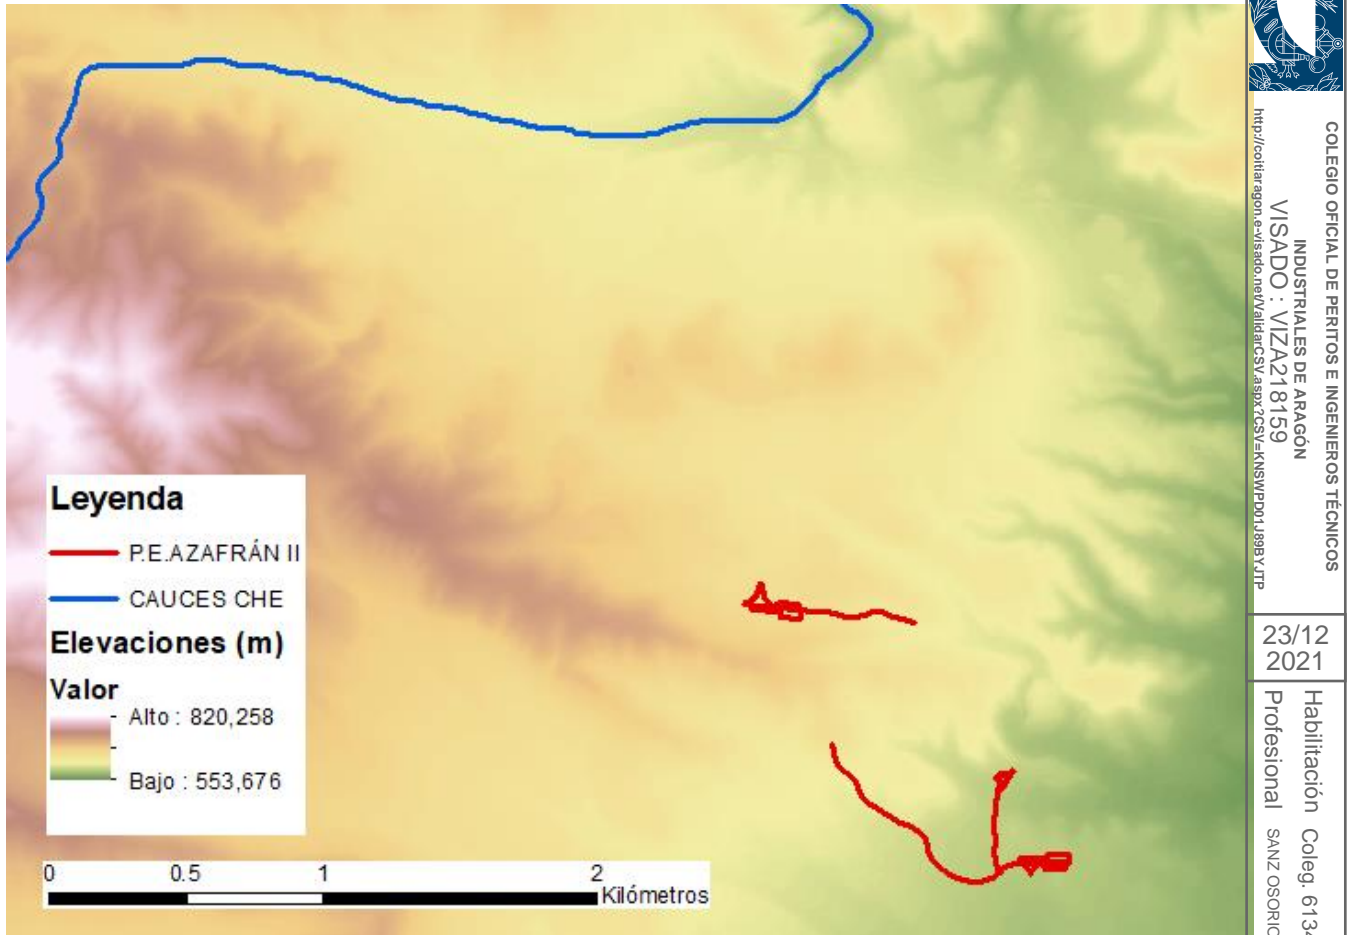 Leyenda
P.E.AZAFRÁN II
CAUCES CHE
Elevaciones (m)
Valor
Alto : 820,258
Bajo : 553,676
0 0.5 1 2
Kilómetros
COLEGIO OFICIAL DE PERITOS E INGENIEROS TÉCNICOS
INDUSTRIALES DE ARAGÓN
VISADO : VIZA218159
http://coitiaragon.e-visado.net/ValidarCSV.aspx?CSV=KNSWPD01J89BYJTP
23/12
2021
Habilitación Coleg. 6134
Profesional SANZ OSORIO